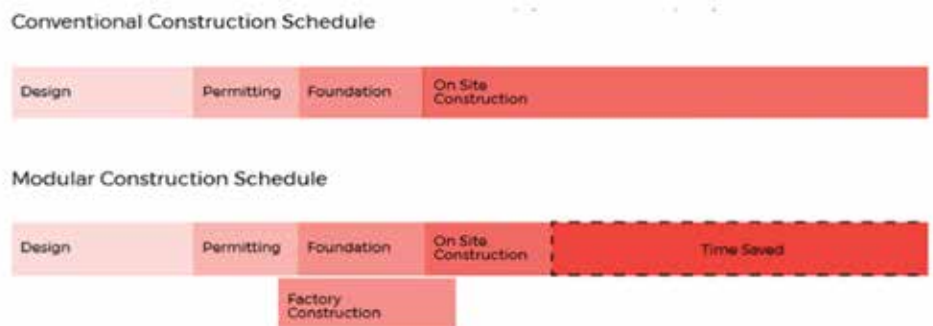 Conventional Construction Schedule
Design
Permitting
Foundation
On Site
Construction
Modular Construction Schedule
Design
Permitting
Foundation
On Site
Construction
Time Saved
Factory
Construction